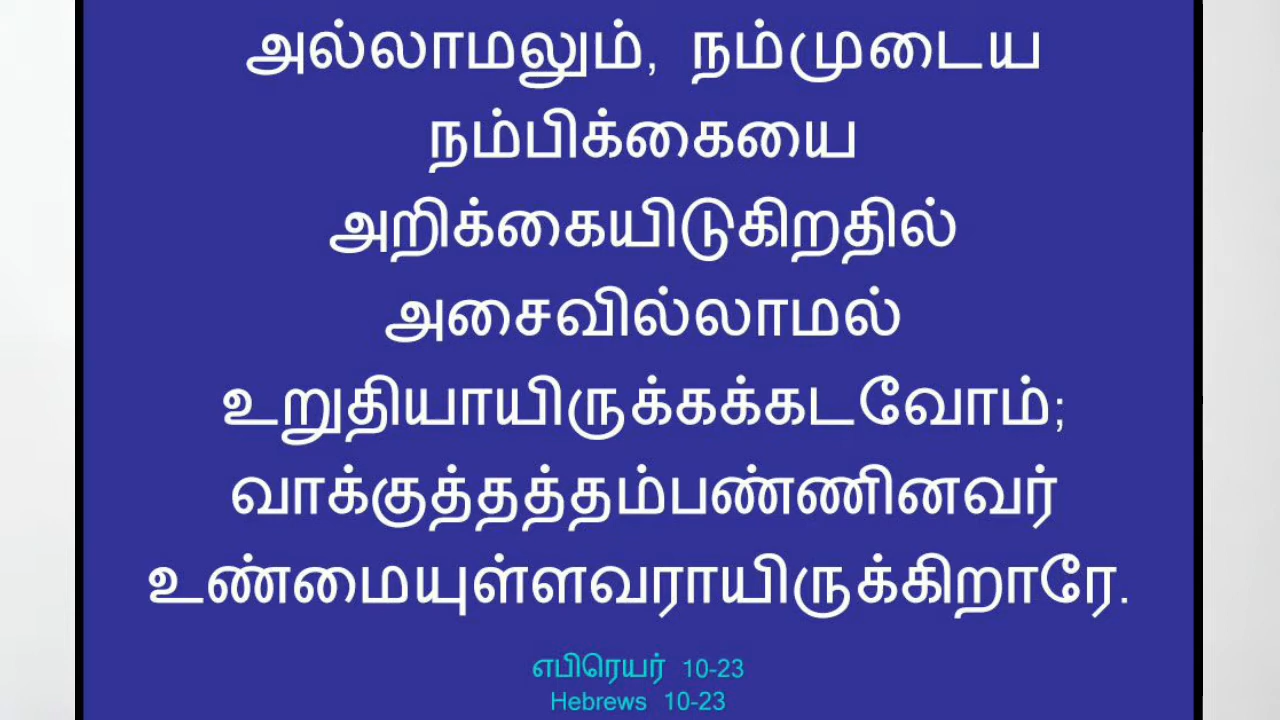 அல்லாமலும், நம்முடைய
நம்பிக்கையை
அறிக்கையிடுகிறதில்
அசைவில்லாமல்
உறுதியாயிருக்கக்கடவோம்;
வாக்குத்தத்தம்பண்ணினவர்
உண்மையுள்ளவராயிருக்கிறாரே.
எபிரெயர் 10-23
Hebrews 10-23